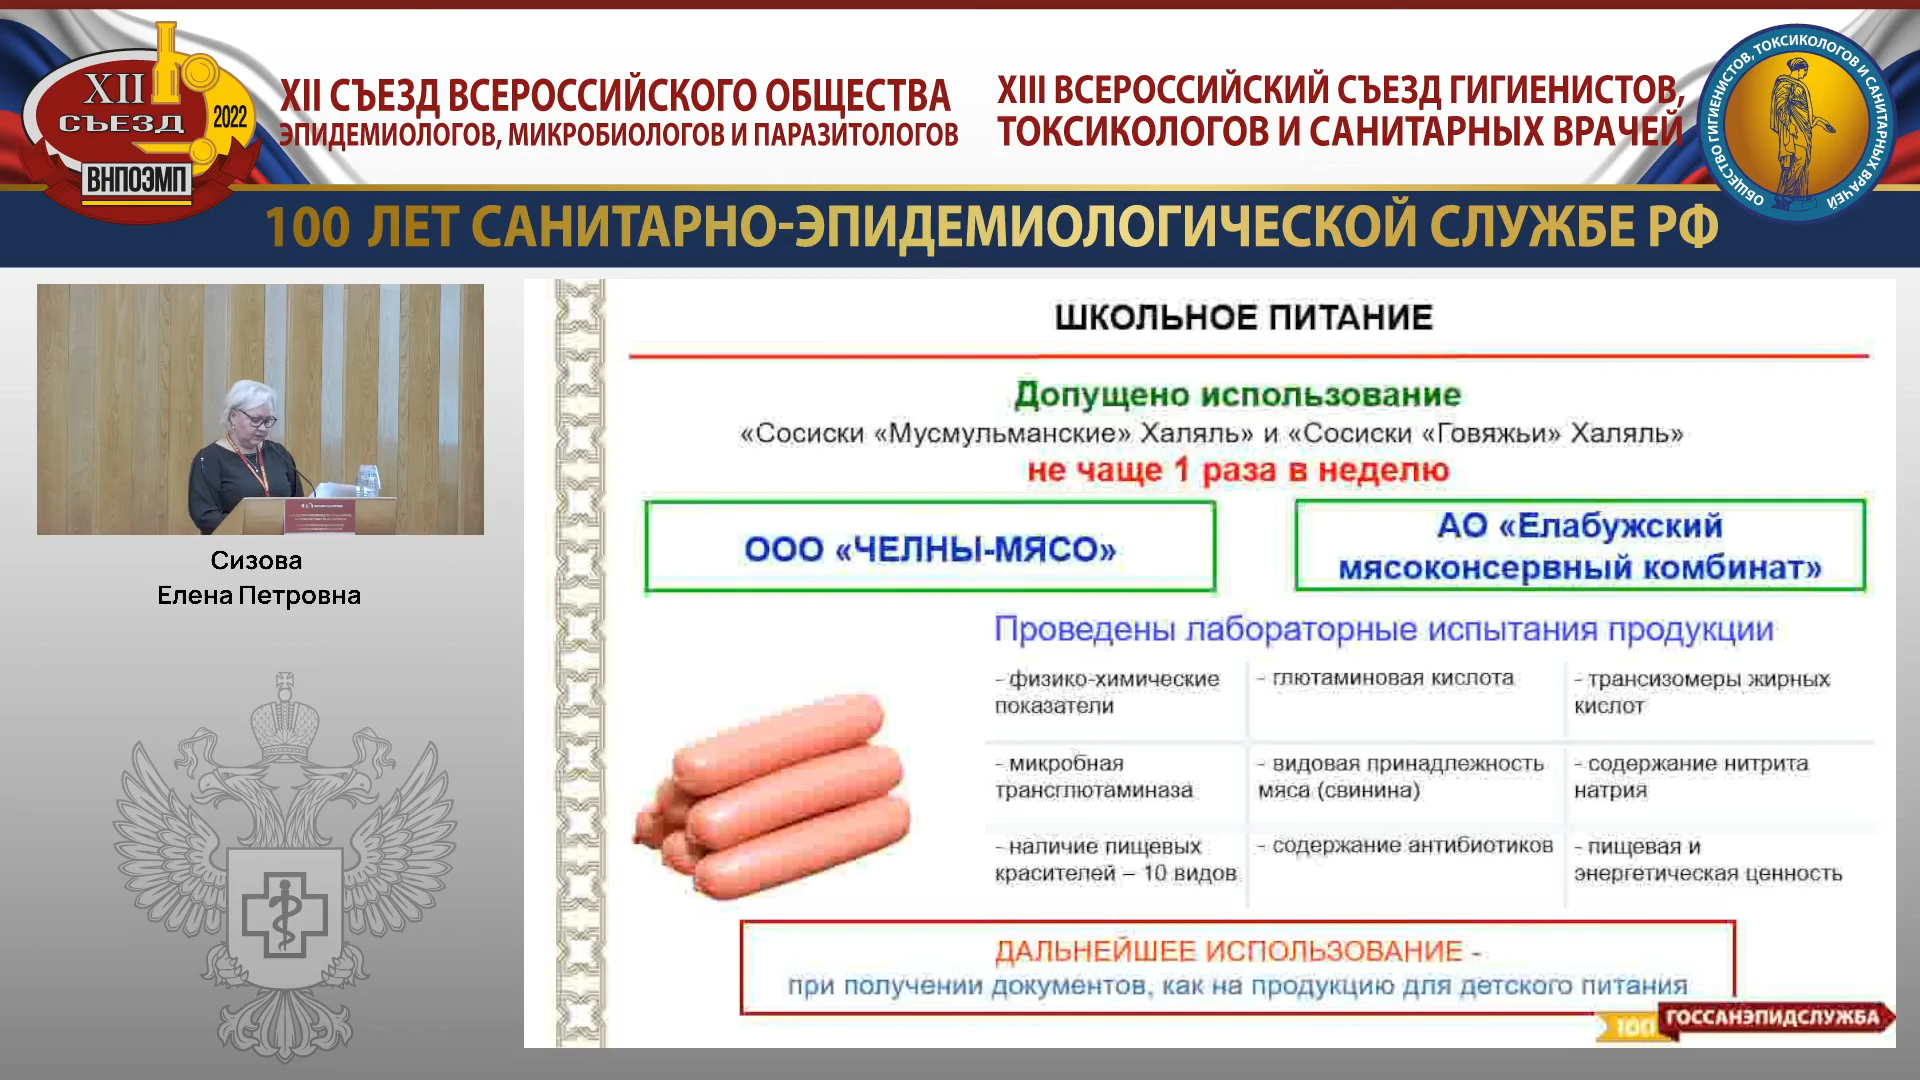 XII
СЪЕЗД
2022
ВНПОЭМП
XII СЪЕЗД ВСЕРОССИЙСКОГО ОБЩЕСТВА
ЭПИДЕМИОЛОГОВ, МИКРОБИОЛОГОВ И ПАРАЗИТОЛОГОВ
XIII ВСЕРОССИЙСКИЙ СЪЕЗД ГИГИЕНИСТОВ,
ТОКСИКОЛОГОВ И САНИТАРНЫХ ВРАЧЕЙ
ОБЩЕСТВО ГИГИЕНИСТОВ, ТОКСИКОЛОГОВ И САНИТАРНЫХ ВРАЧЕЙ
100 ЛЕТ САНИТАРНО-ЭПИДЕМИОЛОГИЧЕСКОЙ СЛУЖБЕ РФ
Сизова
Елена Петровна
ШКОЛЬНОЕ ПИТАНИЕ
Допущено использование
«Сосиски «Мусмульманские» Халяль» и «Сосиски «Говяжьи» Халяль»
не чаще 1 раза в неделю
ООО «ЧЕЛНЫ-МЯСО»
АО «Елабужский
мясоконсервный комбинат»
Проведены лабораторные испытания продукции
- физико-химические
показатели
- глютаминовая кислота
- трансизомеры жирных
кислот
- микробная
трансглютаминаза
- видовая принадлежность
мяса (свинина)
- содержание нитрита
натрия
- наличие пищевых
красителей – 10 видов
- содержание антибиотиков
- пищевая и
энергетическая ценность
ДАЛЬНЕЙШЕЕ ИСПОЛЬЗОВАНИЕ -
при получении документов, как на продукцию для детского питания
100
ГОССАНЭПИДСЛУЖБА